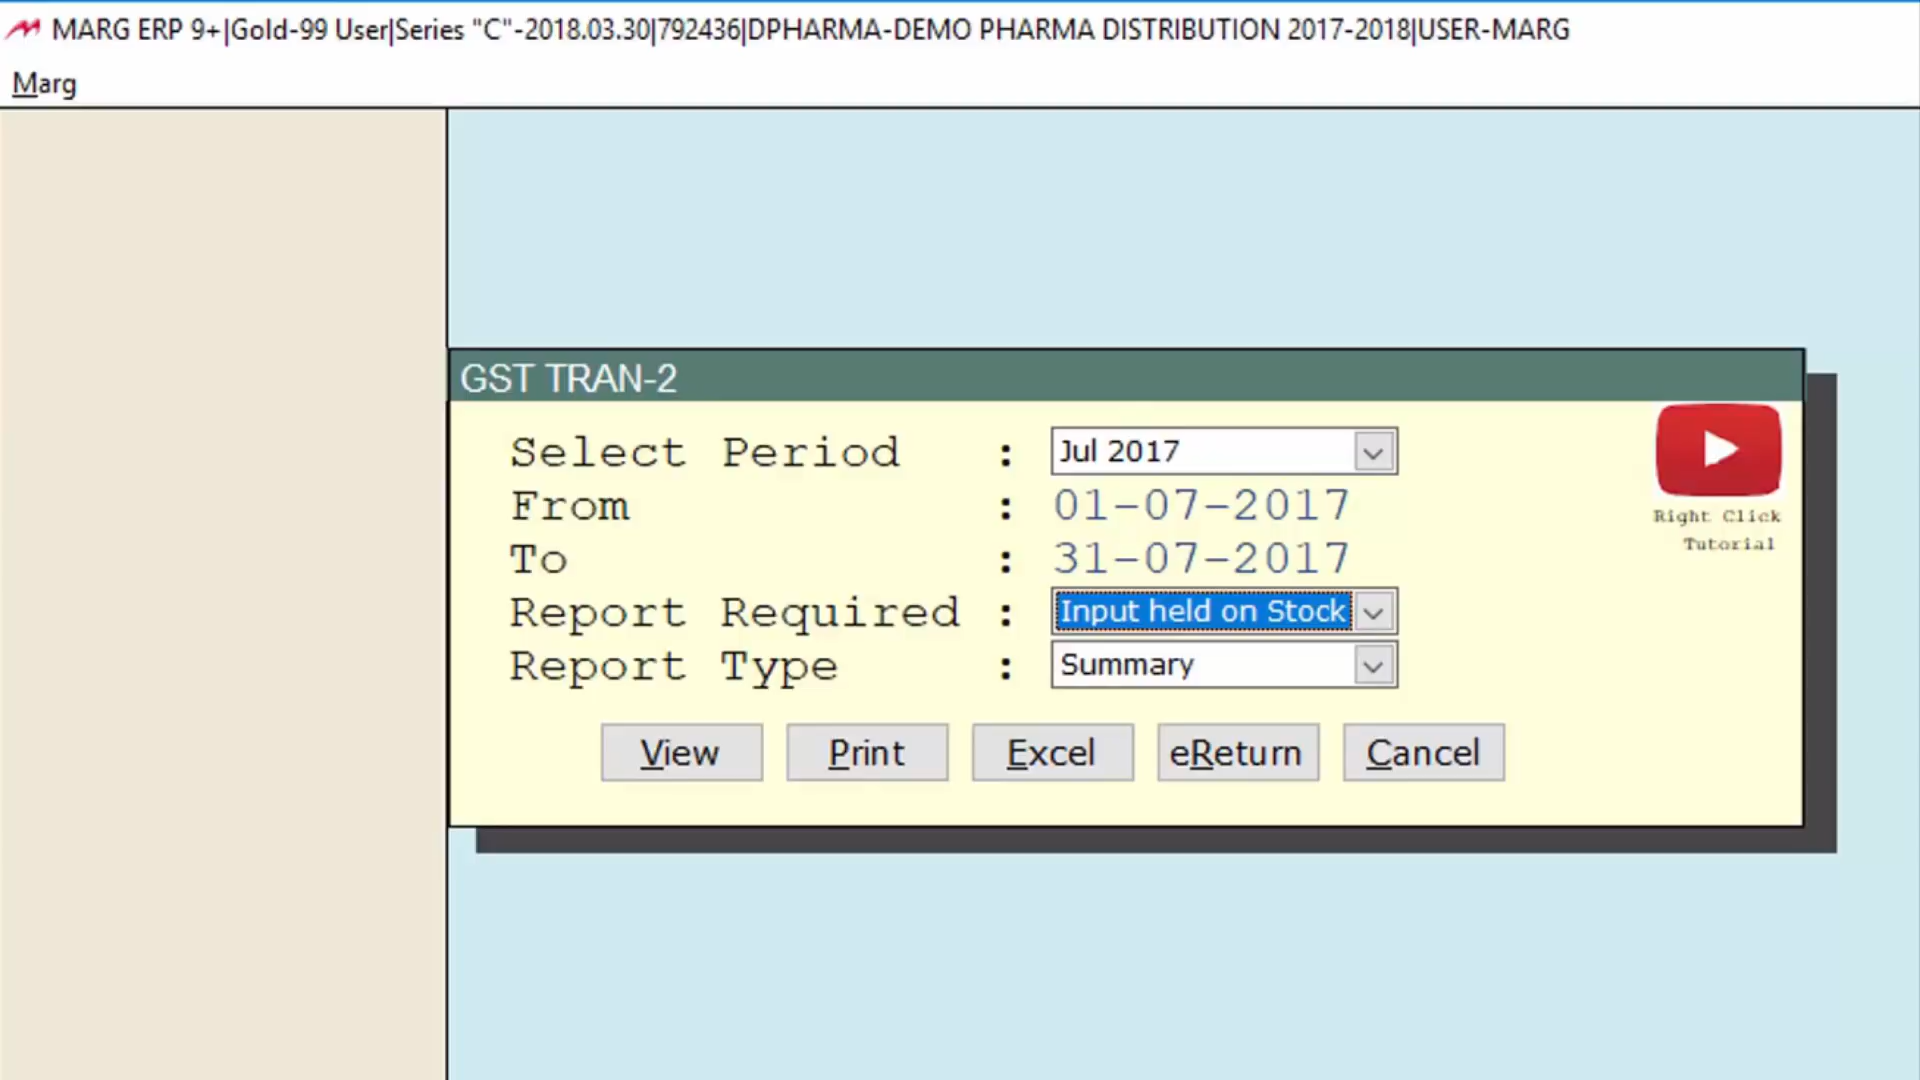 MARG ERP 9+|Gold-99 User|Series "C"-2018.03.30|792436|DPHARMA-DEMO PHARMA DISTRIBUTION 2017-2018|USER-MARG
Marg
GST TRAN-2
Select Period : Jul 2017
From : 01-07-2017
To : 31-07-2017
Report Required : Input held on Stock
Report Type : Summary
Right Click
Tutorial
View Print Excel eReturn Cancel